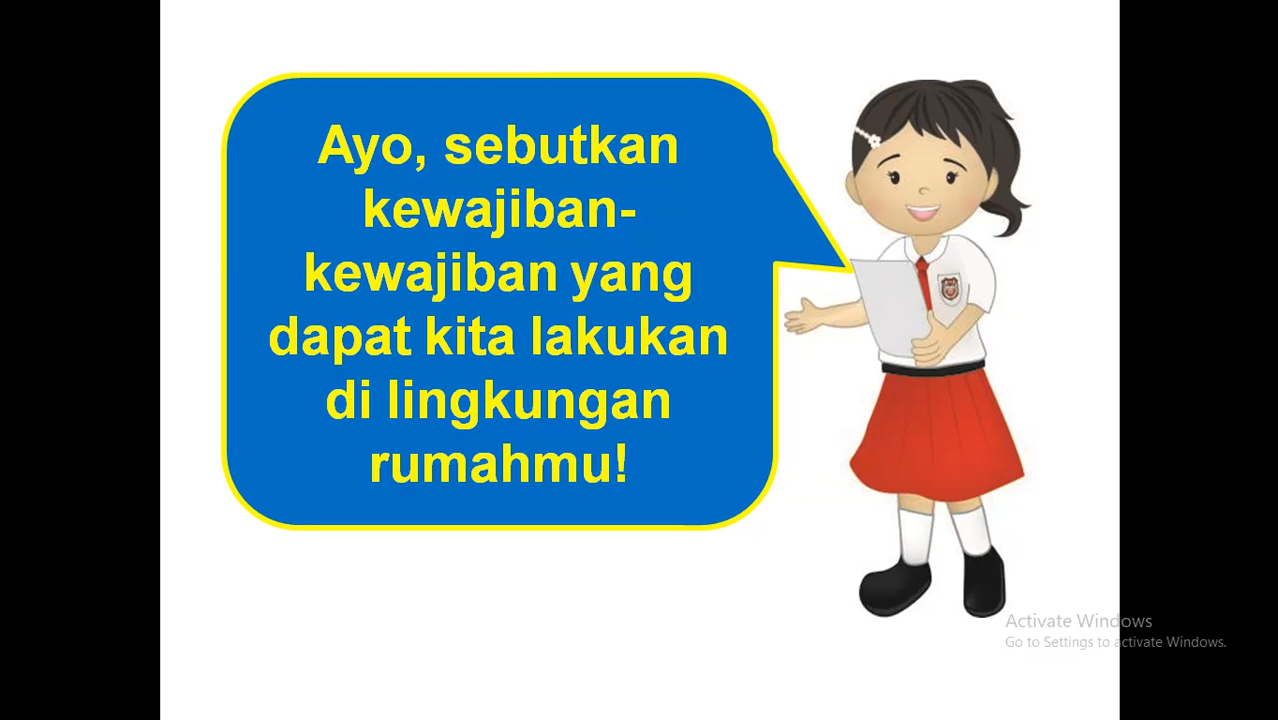 Ayo, sebutkan
kewajiban-
kewajiban yang
dapat kita lakukan
di lingkungan
rumahmu!
Activate Windows
Go to Settings to activate Windows.